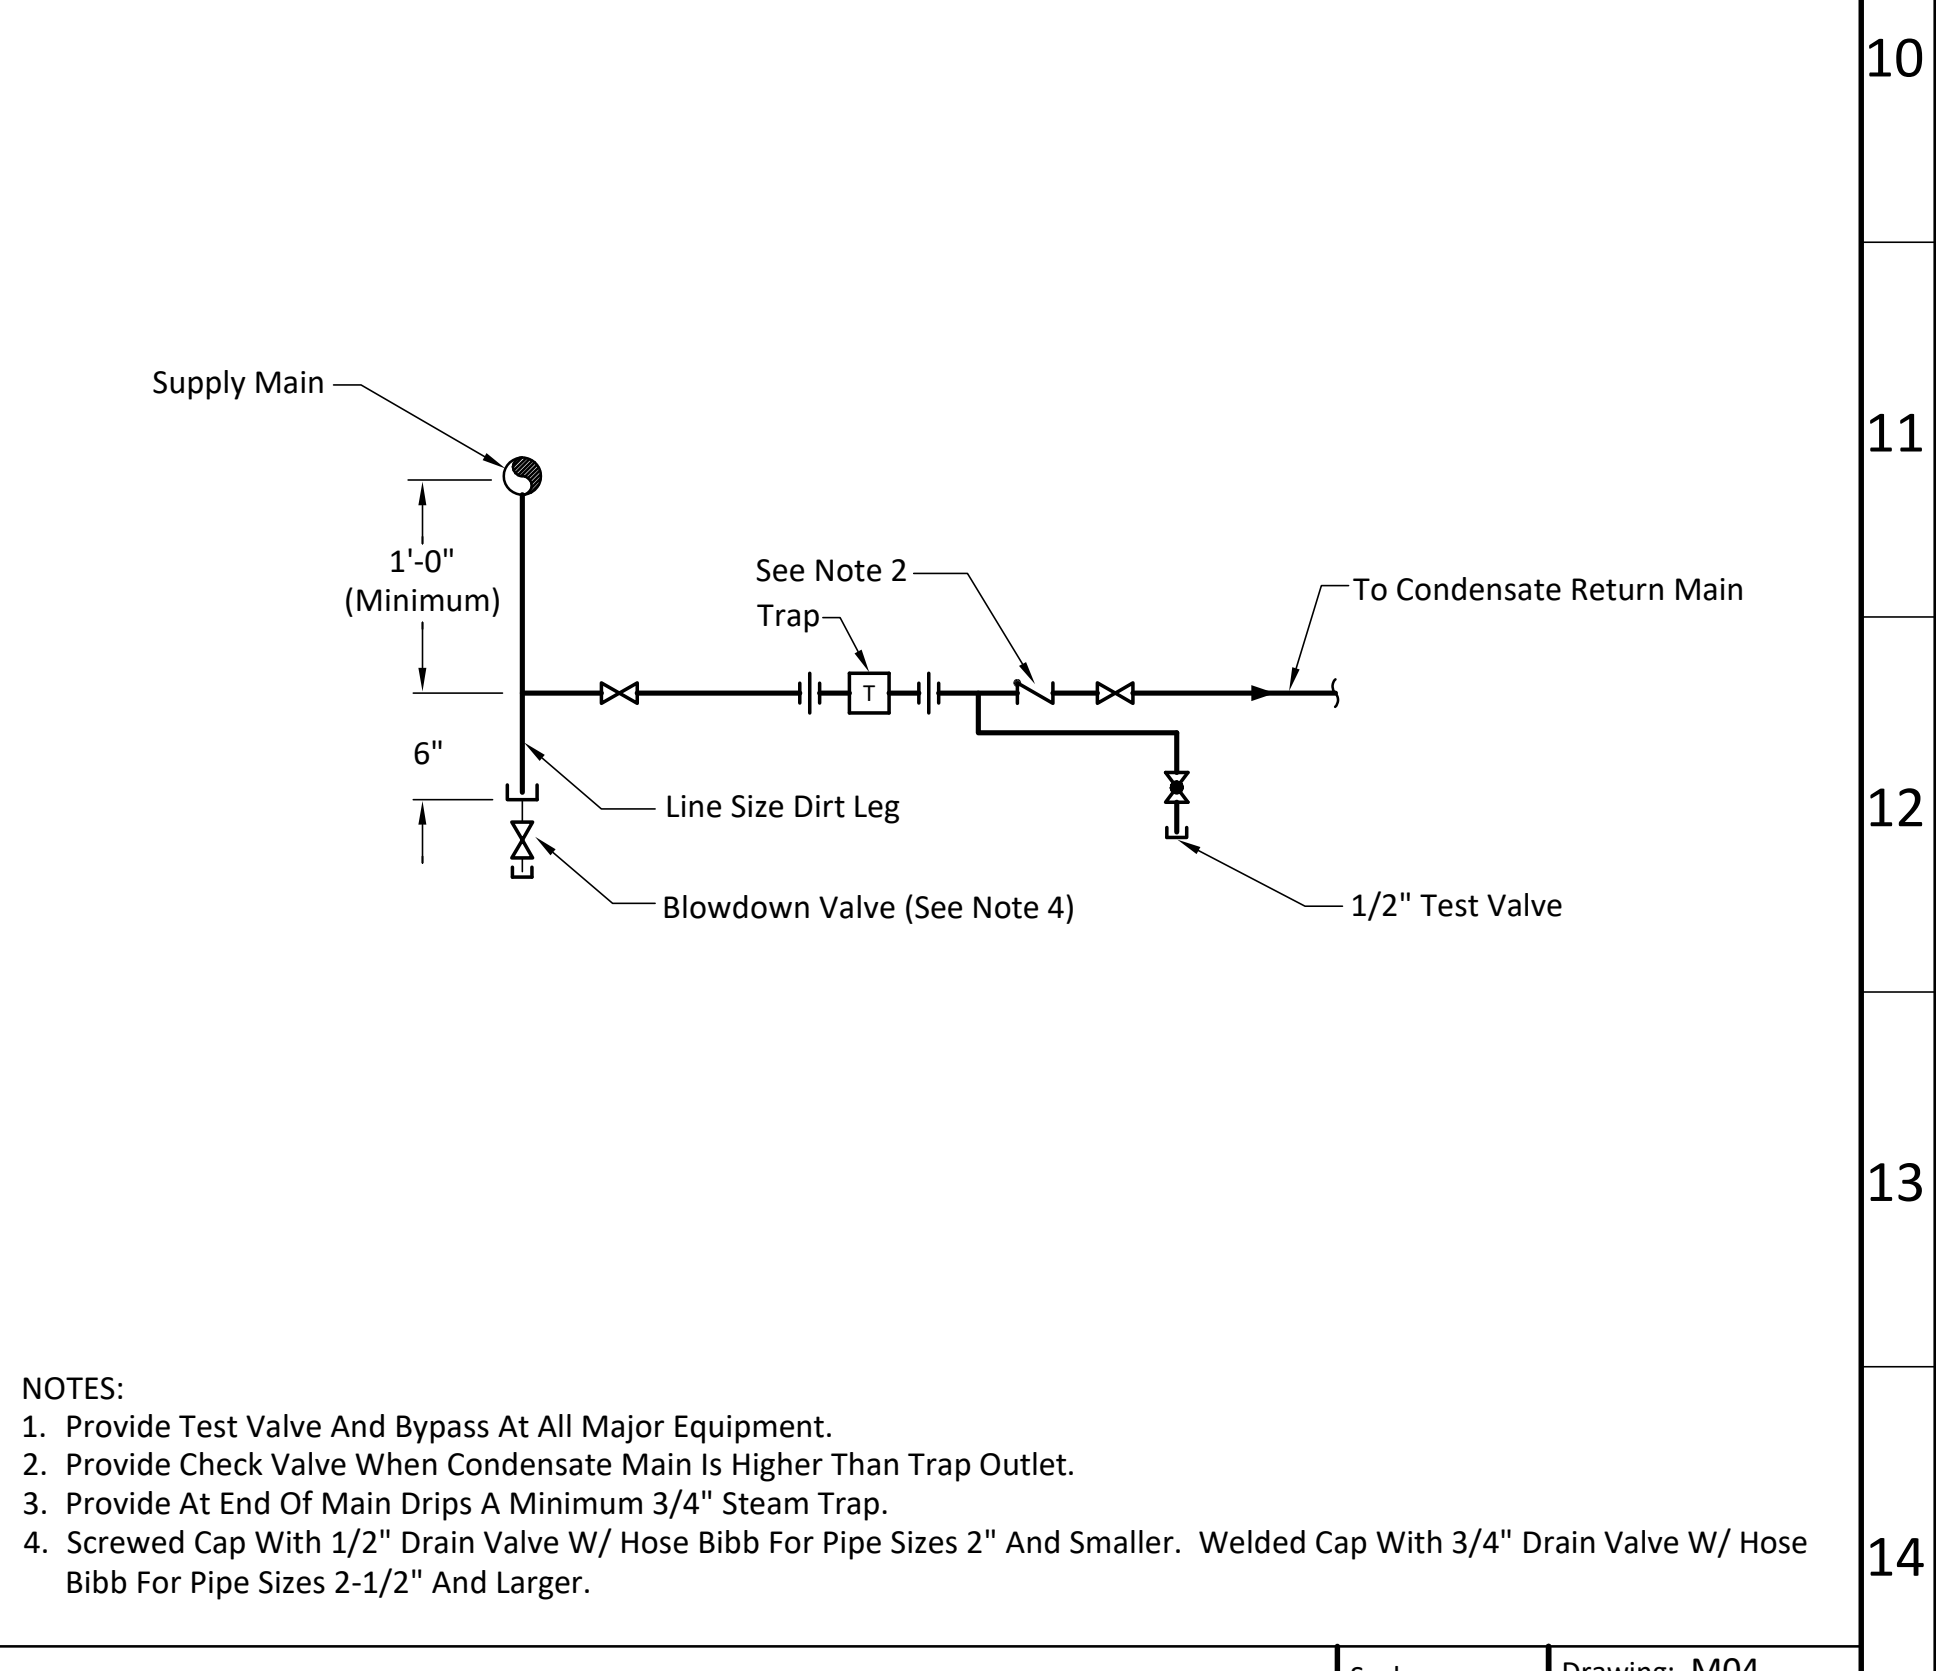 10
Supply Main
11
1'-0"
(Minimum)
See Note 2
Trap
To Condensate Return Main
T
6"
Line Size Dirt Leg
12
Blowdown Valve (See Note 4)
1/2" Test Valve
13
NOTES:
1. Provide Test Valve And Bypass At All Major Equipment.
2. Provide Check Valve When Condensate Main Is Higher Than Trap Outlet.
3. Provide At End Of Main Drips A Minimum 3/4" Steam Trap.
4. Screwed Cap With 1/2" Drain Valve W/ Hose Bibb For Pipe Sizes 2" And Smaller. Welded Cap With 3/4" Drain Valve W/ Hose
Bibb For Pipe Sizes 2-1/2" And Larger.
14
Drawing: M04